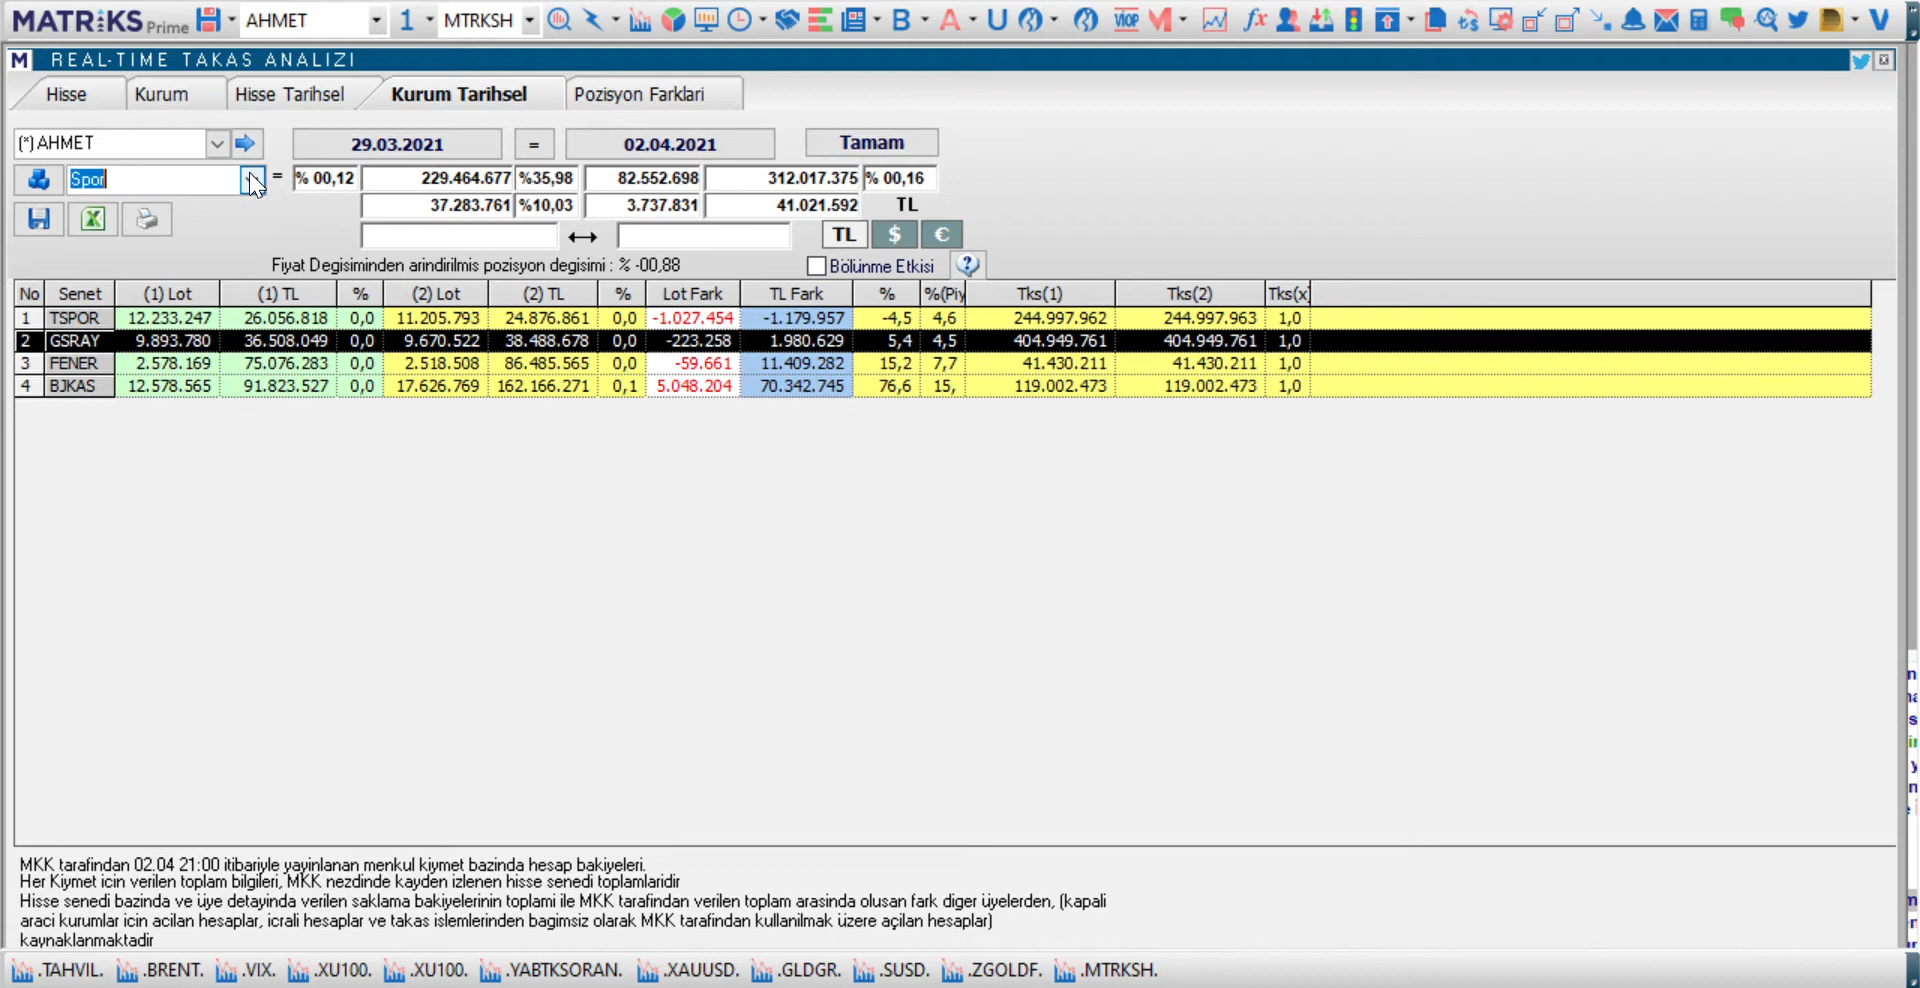 MATRiKS Prime AHMET 1 MTRKSH B A U VIOP M fx V
M REAL-TIME TAKAS ANALIZI
Hisse Kurum Hisse Tarihsel Kurum Tarihsel Pozisyon Farklari
(*)AHMET 29.03.2021 = 02.04.2021 Tamam
Spor = % 00,12 229.464.677 %35,98 82.552.698 312.017.375 % 00,16
37.283.761 %10,03 3.737.831 41.021.592 TL
TL $ €
Fiyat Degisiminden arindirilmis pozisyon degisimi : % -00,88 Bölünme Etkisi ?
No Senet (1) Lot (1) TL % (2) Lot (2) TL % Lot Fark TL Fark % %(Piy Tks(1) Tks(2) Tks(x)
1 TSPOR 12.233.247 26.056.818 0,0 11.205.793 24.876.861 0,0 -1.027.454 -1.179.957 -4,5 4,6 244.997.962 244.997.963 1,0
2 GSRAY 9.893.780 36.508.049 0,0 9.670.522 38.488.678 0,0 -223.258 1.980.629 5,4 4,5 404.949.761 404.949.761 1,0
3 FENER 2.578.169 75.076.283 0,0 2.518.508 86.485.565 0,0 -59.661 11.409.282 15,2 7,7 41.430.211 41.430.211 1,0
4 BJKAS 12.578.565 91.823.527 0,0 17.626.769 162.166.271 0,1 5.048.204 70.342.745 76,6 15, 119.002.473 119.002.473 1,0
MKK tarafindan 02.04 21:00 itibariyle yayinlanan menkul kiymet bazinda hesap bakiyeleri.
Her Kiymet icin verilen toplam bilgileri, MKK nezdinde kayden izlenen hisse senedi toplamlaridir
Hisse senedi bazinda ve üye detayinda verilen saklama bakiyelerinin toplami ile MKK tarafindan verilen toplam arasinda olusan fark diger üyelerden, (kapali
araci kurumlar icin acilan hesaplar, icrali hesaplar ve takas islemlerinden bagimsiz olarak MKK tarafindan kullanilmak üzere açilan hesaplar)
kaynaklanmaktadir
.TAHVIL. .BRENT. .VIX. .XU100. .XU100. .YABTKSORAN. .XAUUSD. .GLDGR. .SUSD. .ZGOLDF. .MTRKSH.